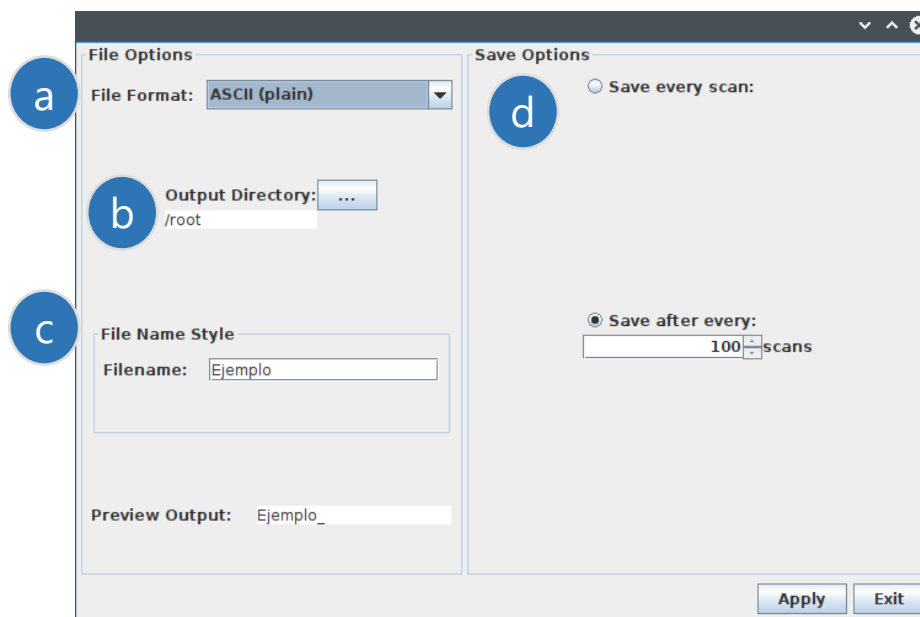 File Options
a
File Format: ASCII (plain)
b
Output Directory: ...
/root
c
File Name Style
Filename: Ejemplo
Preview Output: Ejemplo_
Save Options
d
Save every scan:
Save after every:
100 scans
Apply Exit